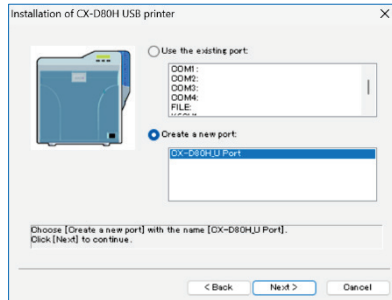 Installation of CX-D80H USB printer
Use the existing port:
COM1:
COM2:
COM3:
COM4:
FILE:
Create a new port:
CX-D80H_U Port
Choose [Create a new port] with the name [CX-D80H_U Port].
Click [Next] to continue.
< Back
Next >
Cancel